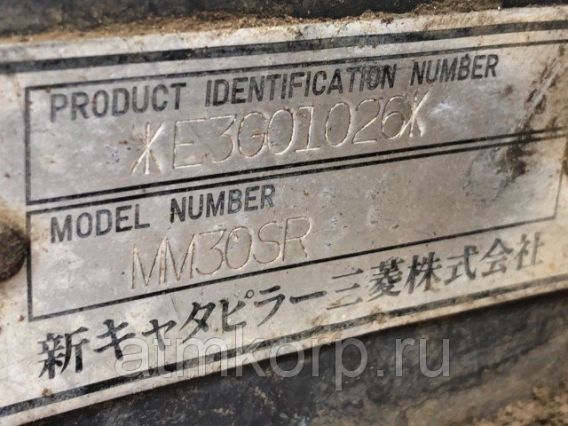 PRODUCT IDENTIFICATION NUMBER
*E3G01026*
MODEL NUMBER
MM30SR
新キャタピラー三菱株式会社
atmkorp.ru